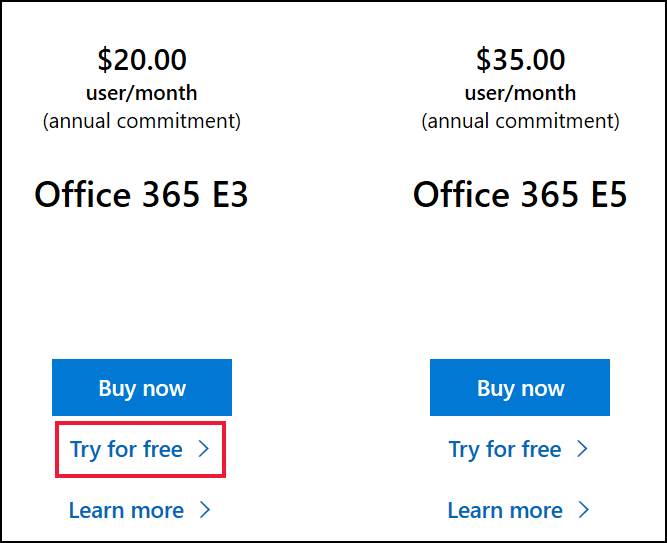 $20.00
user/month
(annual commitment)
Office 365 E3
Buy now
Try for free
Learn more
$35.00
user/month
(annual commitment)
Office 365 E5
Buy now
Try for free
Learn more